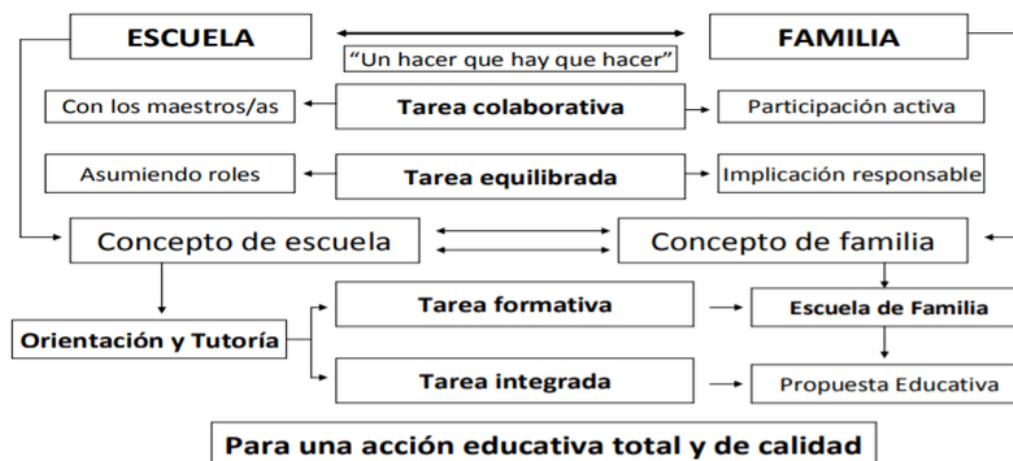 ESCUELA
FAMILIA
“Un hacer que hay que hacer”
Con los maestros/as
Tarea colaborativa
Participación activa
Asumiendo roles
Tarea equilibrada
Implicación responsable
Concepto de escuela
Concepto de familia
Tarea formativa
Escuela de Familia
Orientación y Tutoría
Tarea integrada
Propuesta Educativa
Para una acción educativa total y de calidad